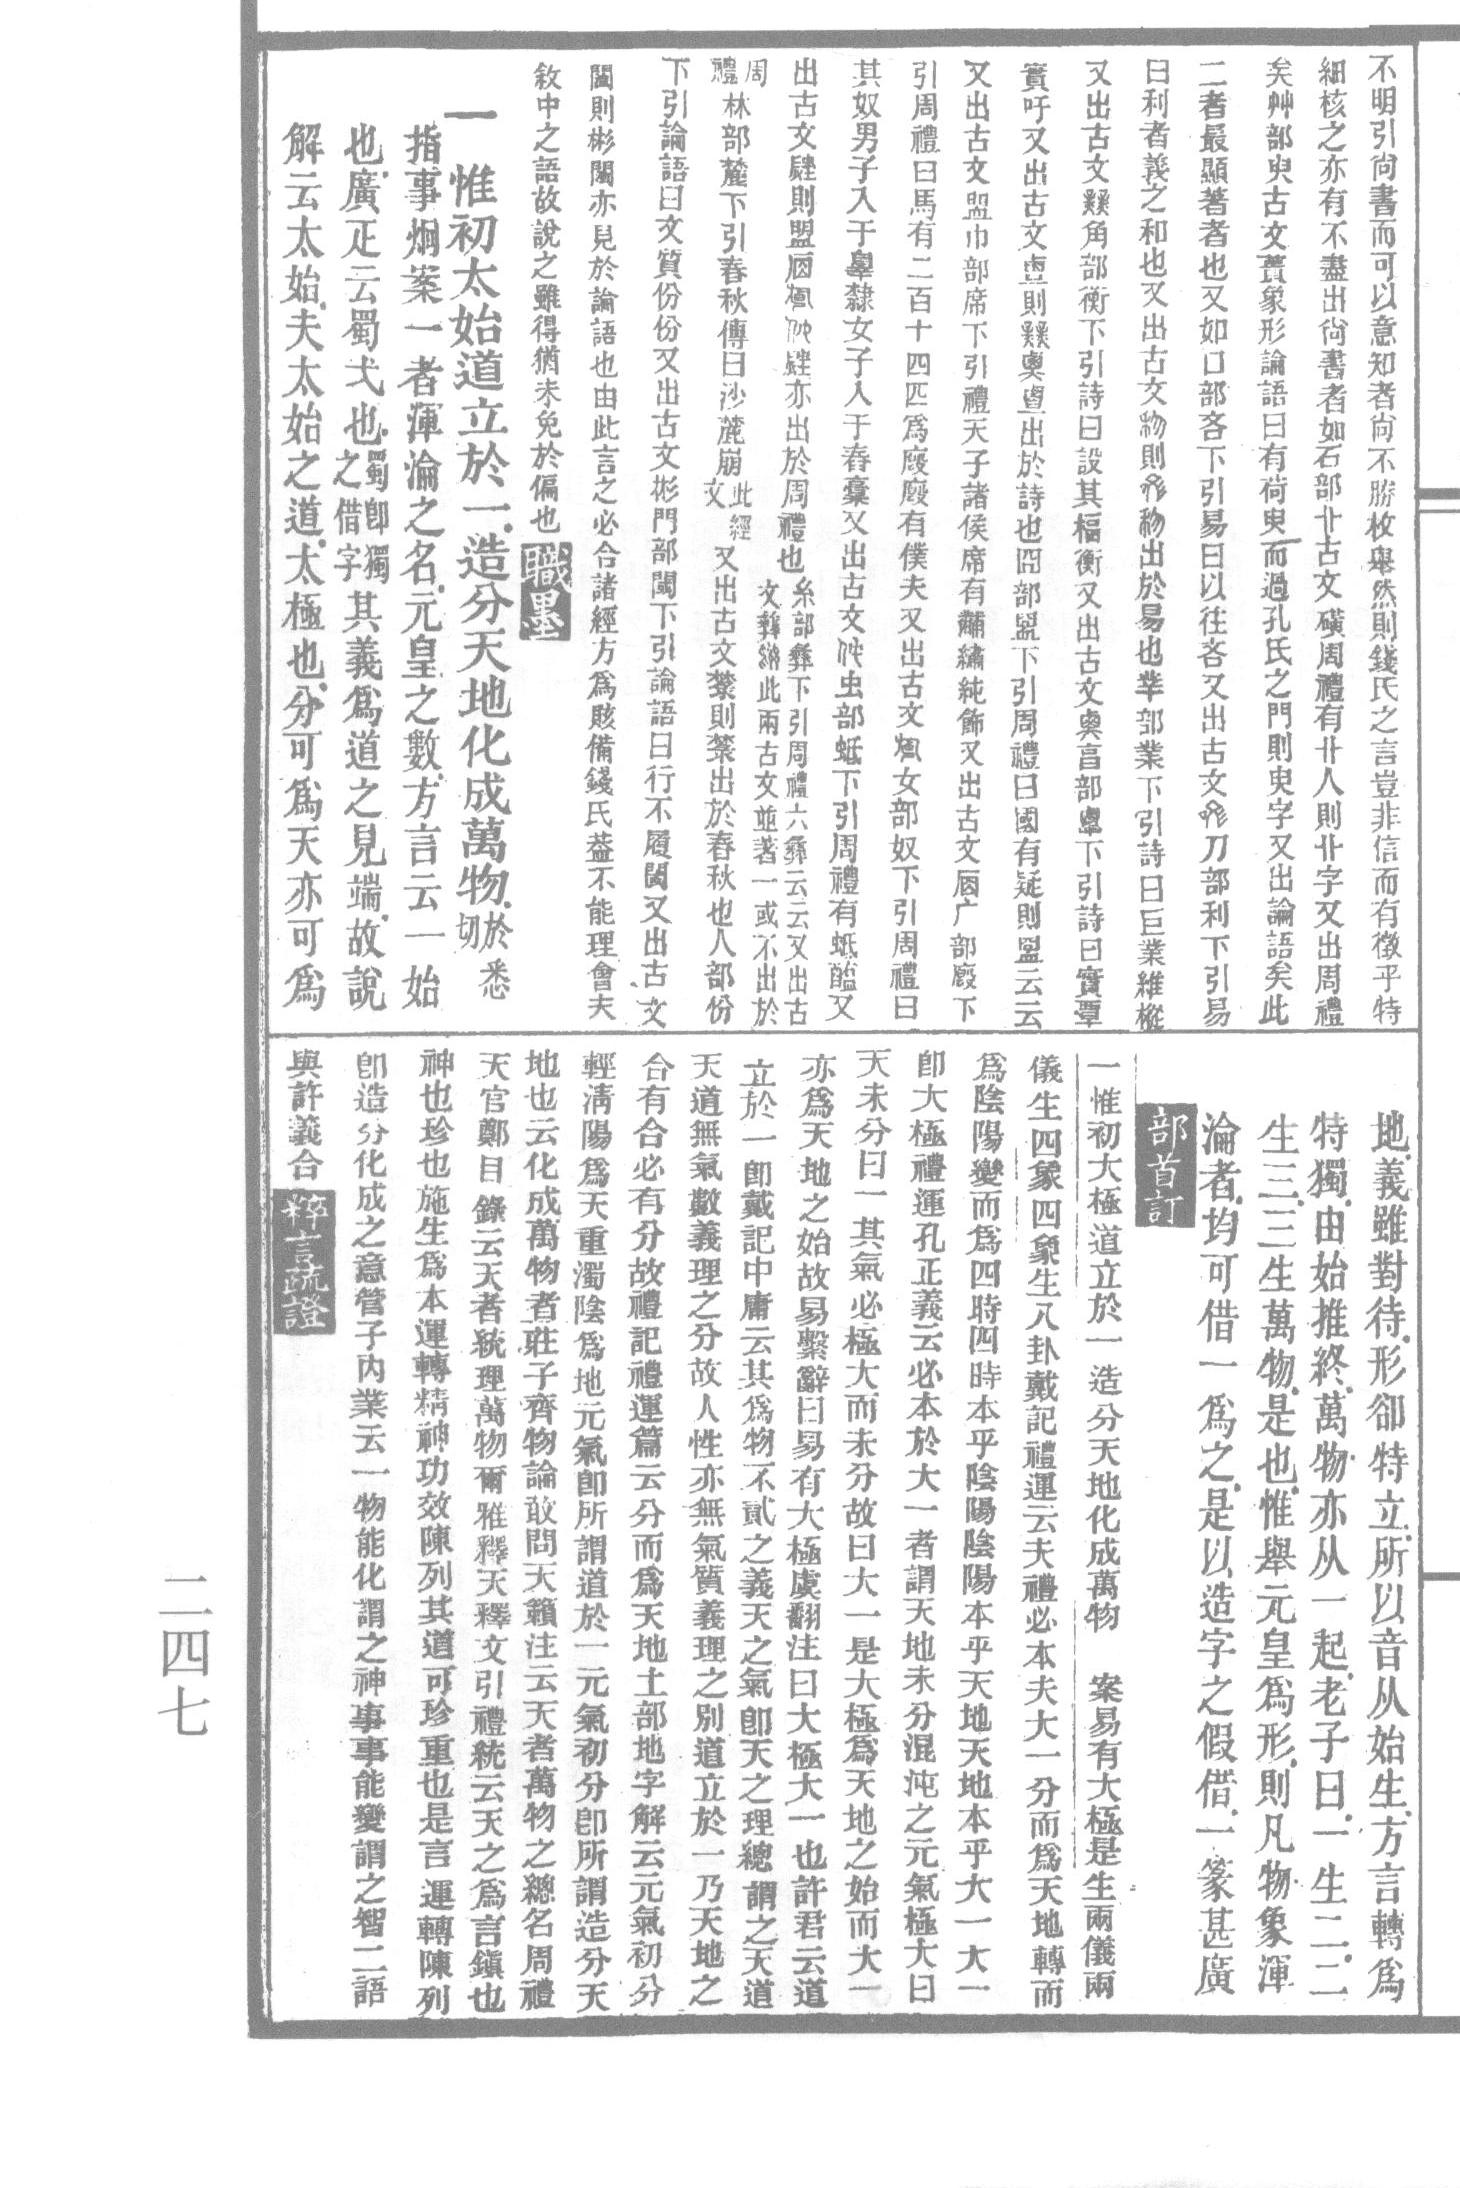 不明引尙書而可以意知者尙不勝枚舉然則錢氏之言豈非信而有徵乎特
細核之亦有不盡出尙書者如石部卝古文磺周禮有卝人則卝字又出周禮
矣艸部臾古文蕢象形論語曰有荷臾而過孔氏之門則臾字又出論語矣此
二者最顯著者也又如口部吝下引易曰以往吝又出古文刀部利下引易
曰利者義之和也又出古文則出於易也丵部業下引詩曰巨業維樅
又出古文角部衡下引詩曰設其楅衡又出古文㫗部覃下引詩曰實覃
實吁又出古文則出於詩也囧部盟下引周禮曰國有疑則盟云云
又出古文盟巾部席下引禮天子諸侯席有黼繡純飾又出古文广部廄下
引周禮曰馬有二百十四匹爲廄廄有僕夫又出古文女部奴下引周禮曰
其奴男子入于辠隸女子入于舂稾又出古文㚢虫部蚳下引周禮有蚳醢又
出古文則盟亦出於周禮也糸部彝下引周禮六彝云云又出古
文彝此兩古文並著一或不出於
周
禮林部麓下引春秋傳曰沙麓崩此經
文又出古文則出於春秋也人部份
下引論語曰文質份份又出古文彬門部閾下引論語曰行不履閾又出古文
閾則彬亦見於論語也由此言之必合諸經方爲賅備錢氏葢不能理會夫
敘中之語故說之雖得猶未免於偏也職墨
一惟初太始道立於一造分天地化成萬物於悉
切
指事炯案一者渾淪之名元皇之數方言云一始
也廣疋云蜀弌也蜀卽獨
之借字其義爲道之見端故說
解云太始夫太始之道太極也分可爲天亦可爲
地義雖對待形卻特立所以音从始生方言轉爲
特獨由始推終萬物亦从一起老子曰一生二二
生三三生萬物是也惟舉元皇爲形則凡物象渾
淪者均可借一爲之是以造字之假借一篆甚廣
部首訂
一惟初大極道立於一造分天地化成萬物　案易有大極是生兩儀兩
儀生四象四象生八卦戴記禮運云夫禮必本夫大一分而爲天地轉而
爲陰陽變而爲四時四時本乎陰陽陰陽本乎天地天地本乎大一大一
卽大極禮運孔正義云必本於大一者謂天地未分混沌之元氣極大曰
天未分曰一其氣必極大而未分故曰大一是大極爲天地之始而大一
亦爲天地之始故易繫辭曰易有大極虞翻注曰大極大一也許君云道
立於一卽戴記中庸云其爲物不貳之義天之氣卽天之理總謂之天道
天道無氣數義理之分故人性亦無氣質義理之別道立於一乃天地之
合有合必有分故禮記禮運篇云分而爲天地土部地字解云元氣初分
輕淸陽爲天重濁陰爲地元氣卽所謂道於一元氣初分卽所謂造分天
地也云化成萬物者莊子齊物論敢問天籟注云天者萬物之總名周禮
天官鄭目錄云天者統理萬物爾雅釋天釋文引禮統云天之爲言鎭也
神也珍也施生爲本運轉精神功效陳列其道可珍重也是言運轉陳列
卽造分化成之意管子內業云一物能化謂之神事事能變謂之智二語
與許義合粹言疏證
二一四七